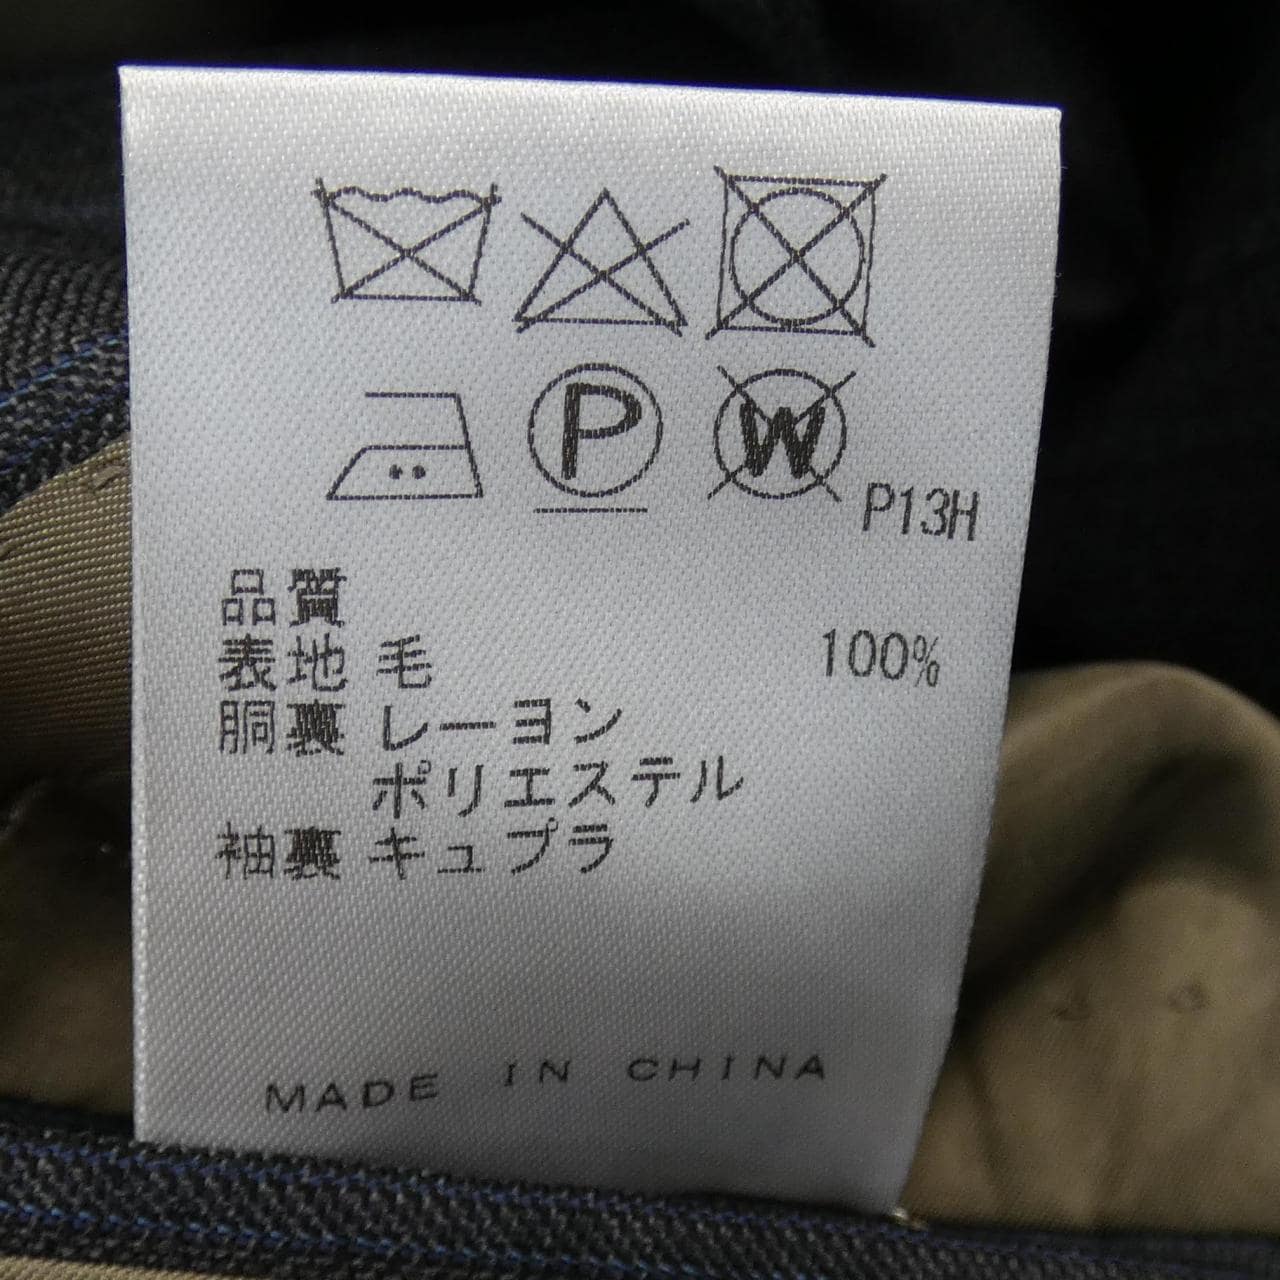 P
W
P13H
品質
表地 毛 100%
胴裏 レーヨン
ポリエステル
袖裏 キュプラ
MADE IN CHINA